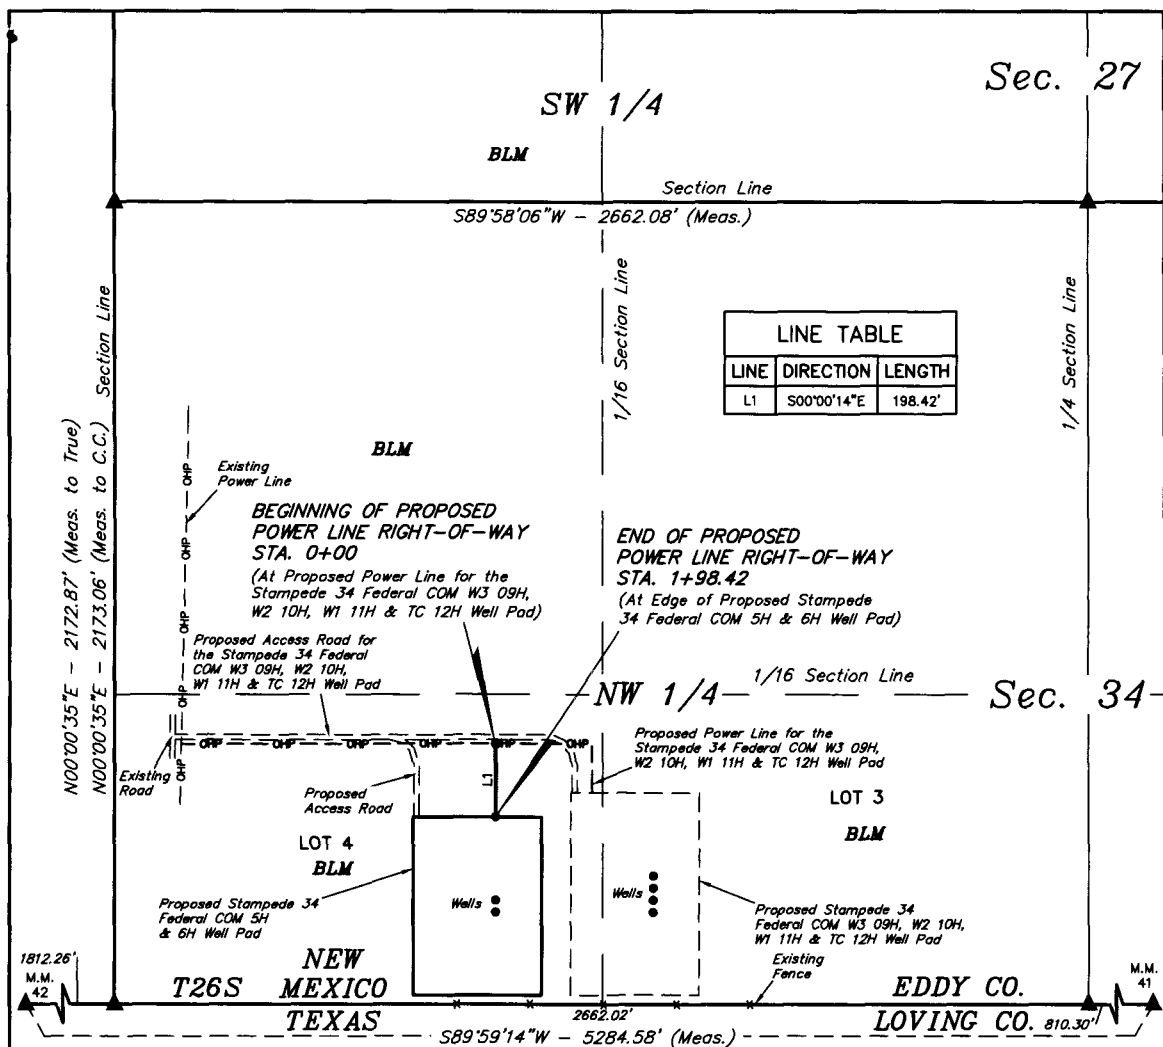 Sec. 27
SW 1/4
BLM
Section Line
S89°58'06"W - 2662.08' (Meas.)
Section Line
1/16 Section Line
1/4 Section Line
LINE TABLE
LINE DIRECTION LENGTH
L1 S00°00'14"E 198.42'
N00°00'35"E - 2172.87' (Meas. to True)
N00°00'35"E - 2173.06' (Meas. to C.C.)
BLM
OHP
Existing
Power Line
OHP
BEGINNING OF PROPOSED
POWER LINE RIGHT-OF-WAY
STA. 0+00
(At Proposed Power Line for the
Stampede 34 Federal COM W3 09H,
W2 10H, W1 11H & TC 12H Well Pad)
END OF PROPOSED
POWER LINE RIGHT-OF-WAY
STA. 1+98.42
(At Edge of Proposed Stampede
34 Federal COM 5H & 6H Well Pad)
OHP
Proposed Access Road for
the Stampede 34 Federal
COM W3 09H, W2 10H,
W1 11H & TC 12H Well Pad
OHP
1/16 Section Line
NW 1/4
Sec. 34
OHP OHP OHP OHP OHP OHP
Proposed Power Line for the
Stampede 34 Federal COM W3 09H,
W2 10H, W1 11H & TC 12H Well Pad
OHP
Existing
Road
L1
Proposed
Access Road
LOT 3
BLM
LOT 4
BLM
Wells
Wells
Proposed Stampede 34
Federal COM 5H
& 6H Well Pad
Proposed Stampede 34
Federal COM W3 09H, W2 10H,
W1 11H & TC 12H Well Pad
Existing
Fence
1812.26'
M.M.
42
T26S
NEW
MEXICO
EDDY CO.
M.M.
41
TEXAS
2662.02'
LOVING CO.
810.30'
S89°59'14"W - 5284.58' (Meas.)